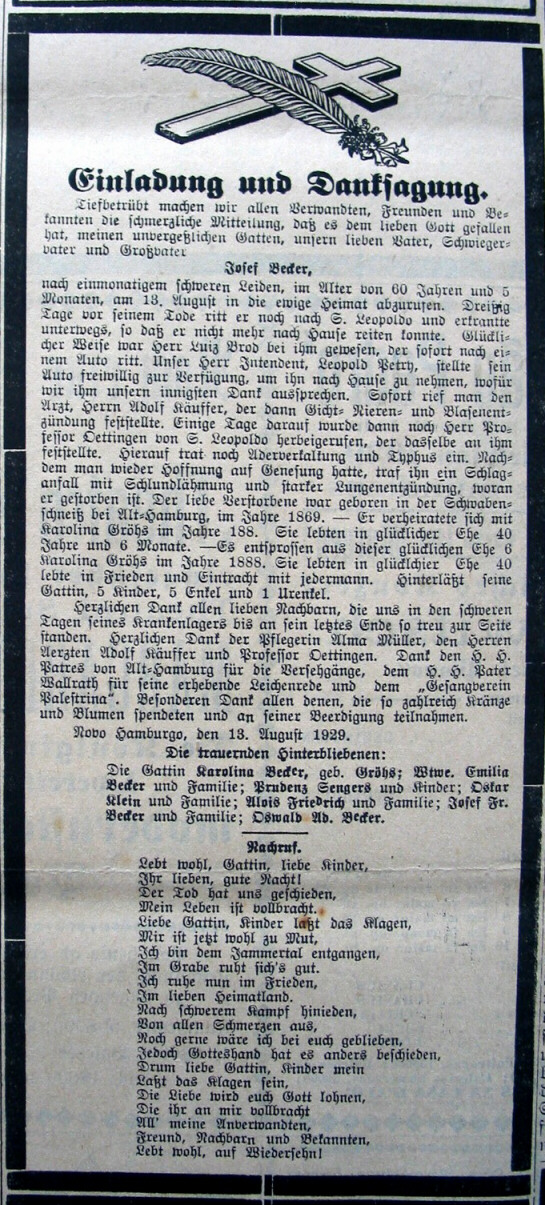 Einladung und Danksagung.
Tiefbetrübt machen wir allen Verwandten, Freunden und Be-
kannten die schmerzliche Mitteilung, daß es dem lieben Gott gefallen
hat, meinen unvergeßlichen Gatten, unsern lieben Vater, Schwieger-
vater und Großvater
Josef Becker,
nach einmonatigem schweren Leiden, im Alter von 60 Jahren und 5
Monaten, am 13. August in die ewige Heimat abzurufen. Dreißig
Tage vor seinem Tode ritt er noch nach S. Leopoldo und erkrankte
unterwegs, so daß er nicht mehr nach Hause reiten konnte. Glückli-
cher Weise war Herr Luiz Brod bei ihm gewesen, der sofort nach ei-
nem Auto ritt. Unser Herr Intendent, Leopold Petry, stellte sein
Auto freiwillig zur Verfügung, um ihn nach Hause zu nehmen, wofür
wir ihm unsern innigsten Dank aussprechen. Sofort rief man den
Arzt, Herrn Adolf Käuffer, der dann Gicht- Nieren- und Blasenent-
zündung feststellte. Einige Tage darauf wurde dann noch Herr Pro-
fessor Oettingen von S. Leopoldo herbeigerufen, der dasselbe an ihm
feststellte. Hierauf trat noch Aderverkalkung und Typhus ein. Nach-
dem man wieder Hoffnung auf Genesung hatte, traf ihn ein Schlag-
anfall mit Schlundlähmung und starker Lungenentzündung, woran
er gestorben ist. Der liebe Verstorbene war geboren in der Schwaben-
schneiß bei Alt-Hamburg, im Jahre 1869. — Er verheiratete sich mit
Karolina Gröhs im Jahre 188. Sie lebten in glücklicher Ehe 40
Jahre und 6 Monate. —Es entsprossen aus dieser glücklichen Ehe 6
Karolina Gröhs im Jahre 1888. Sie lebten in glücklchier Ehe 40
lebte in Frieden und Eintracht mit jedermann. Hinterläßt seine
Gattin, 5 Kinder, 5 Enkel und 1 Urenkel.
Herzlichen Dank allen lieben Nachbarn, die uns in den schweren
Tagen seines Krankenlagers bis an sein letztes Ende so treu zur Seite
standen. Herzlichen Dank der Pflegerin Alma Müller, den Herren
Aerzten Adolf Käuffer und Professor Oettingen. Dank den H. H.
Patres von Alt-Hamburg für die Versehgänge, dem H. H. Pater
Wallrath für seine erhebende Leichenrede und dem „Gesangverein
Palestrina“. Besonderen Dank allen denen, die so zahlreich Kränze
und Blumen spendeten und an seiner Beerdigung teilnahmen.
Novo Hamburgo, den 13. August 1929.
Die trauernden Hinterbliebenen:
Die Gattin Karolina Becker, geb. Gröhs; Wtwe. Emilia
Becker und Familie; Prudenz Sengers und Kinder; Oskar
Klein und Familie; Alois Friedrich und Familie; Josef Fr.
Becker und Familie; Oswald Ad. Becker.
Nachruf.
Lebt wohl, Gattin, liebe Kinder,
Ihr lieben, gute Nacht!
Der Tod hat uns geschieden,
Mein Leben ist vollbracht.
Liebe Gattin, Kinder laßt das Klagen,
Mir ist jetzt wohl zu Mut,
Ich bin dem Jammertal entgangen,
Im Grabe ruht sich's gut.
Ich ruhe nun im Frieden,
Im lieben Heimatland.
Nach schwerem Kampf hinieden,
Von allen Schmerzen aus,
Noch gerne wäre ich bei euch geblieben,
Jedoch Gotteshand hat es anders beschieden,
Drum liebe Gattin, Kinder mein
Laßt das Klagen sein,
Die Liebe wird euch Gott lohnen,
Die ihr an mir vollbracht
All' meine Anverwandten,
Freund, Nachbarn und Bekannten,
Lebt wohl, auf Wiedersehn!